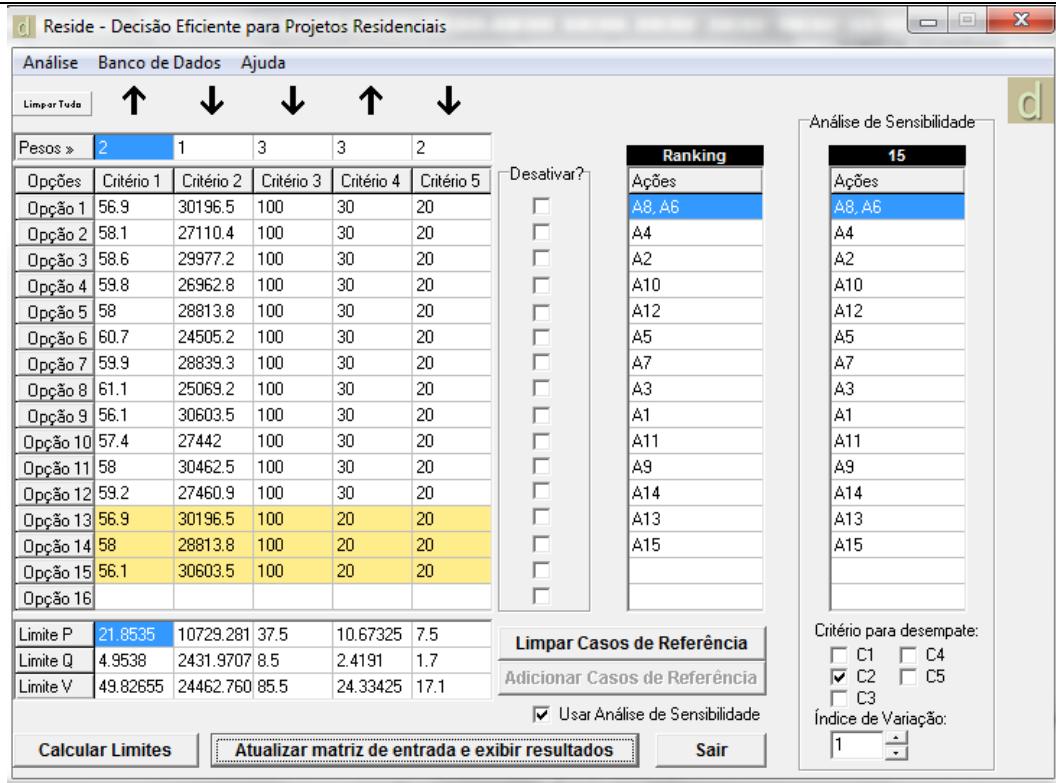 d Reside - Decisão Eficiente para Projetos Residenciais
Análise Banco de Dados Ajuda
Limpar Tudo
d
Análise de Sensibilidade
Pesos » 2 1 3 3 2
Ranking 15
Opções Critério 1 Critério 2 Critério 3 Critério 4 Critério 5 Desativar? Ações Ações
Opção 1 56.9 30196.5 100 30 20 A8, A6 A8, A6
Opção 2 58.1 27110.4 100 30 20 A4 A4
Opção 3 58.6 29977.2 100 30 20 A2 A2
Opção 4 59.8 26962.8 100 30 20 A10 A10
Opção 5 58 28813.8 100 30 20 A12 A12
Opção 6 60.7 24505.2 100 30 20 A5 A5
Opção 7 59.9 28839.3 100 30 20 A7 A7
Opção 8 61.1 25069.2 100 30 20 A3 A3
Opção 9 56.1 30603.5 100 30 20 A1 A1
Opção 10 57.4 27442 100 30 20 A11 A11
Opção 11 58 30462.5 100 30 20 A9 A9
Opção 12 59.2 27460.9 100 30 20 A14 A14
Opção 13 56.9 30196.5 100 20 20 A13 A13
Opção 14 58 28813.8 100 20 20 A15 A15
Opção 15 56.1 30603.5 100 20 20
Opção 16
Limite P 21.8535 10729.281 37.5 10.67325 7.5
Limite Q 4.9538 2431.9707 8.5 2.4191 1.7
Limite V 49.82655 24462.760 85.5 24.33425 17.1
Limpar Casos de Referência
Adicionar Casos de Referência
Usar Análise de Sensibilidade
Critério para desempate:
C1 C4
C2 C5
C3
Índice de Variação:
1
Calcular Limites Atualizar matriz de entrada e exibir resultados Sair